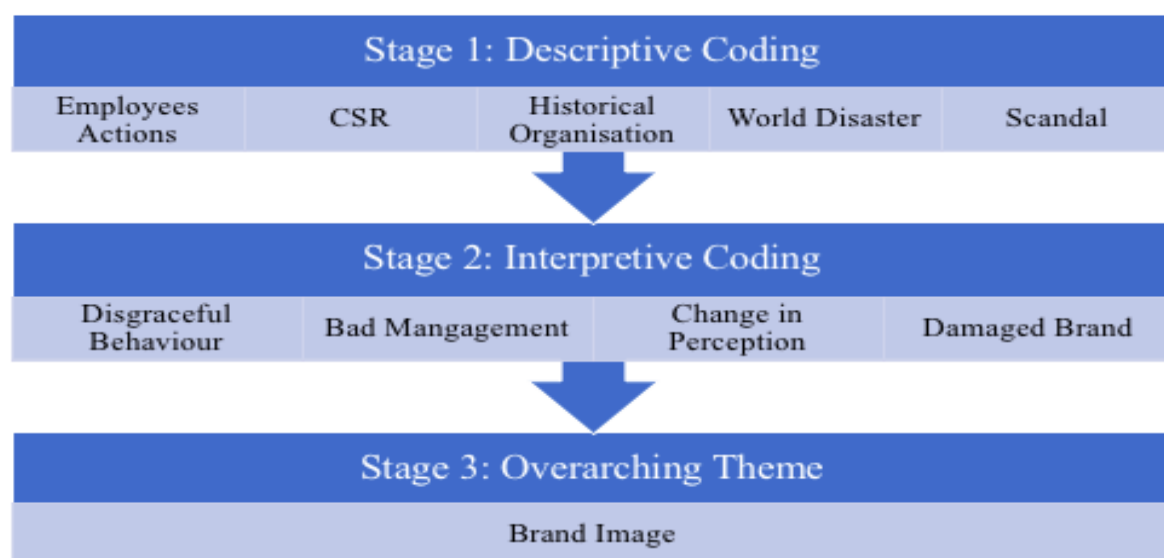 Stage 1: Descriptive Coding
Employees
Actions
CSR
Historical
Organisation
World Disaster
Scandal
Stage 2: Interpretive Coding
Disgraceful
Behaviour
Bad Mangagement
Change in
Perception
Damaged Brand
Stage 3: Overarching Theme
Brand Image